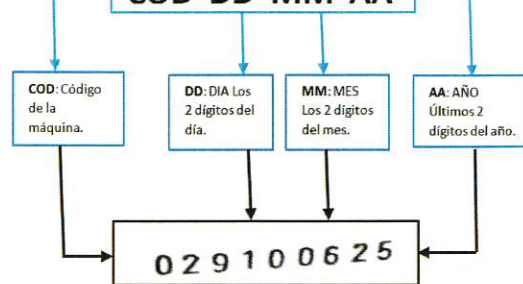 COD DD MM AA
COD: Código
de la
máquina.
DD: DIA Los
2 dígitos del
día.
MM: MES
Los 2 dígitos
del mes.
AA: AÑO
Últimos 2
dígitos del año.
029100625